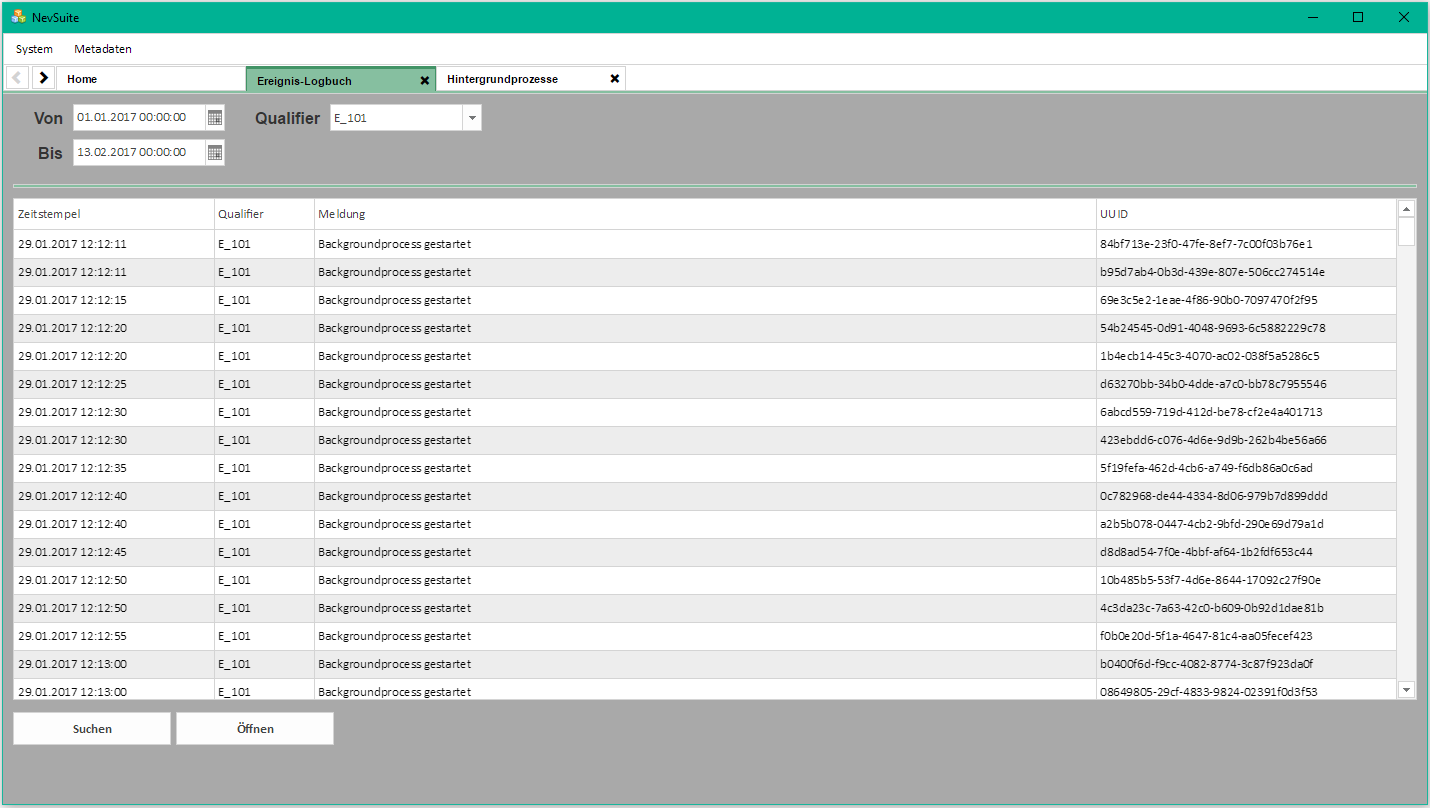 NevSuite
System Metadaten
Home Ereignis-Logbuch Hintergrundprozesse
Von 01.01.2017 00:00:00 Qualifier E_101
Bis 13.02.2017 00:00:00
Zeitstempel Qualifier Meldung UUID
29.01.2017 12:12:11 E_101 Backgroundprocess gestartet 84bf713e-23f0-47fe-8ef7-7c00f03b76e1
29.01.2017 12:12:11 E_101 Backgroundprocess gestartet b95d7ab4-0b3d-439e-807e-506cc274514e
29.01.2017 12:12:15 E_101 Backgroundprocess gestartet 69e3c5e2-1eae-4f86-90b0-7097470f2f95
29.01.2017 12:12:20 E_101 Backgroundprocess gestartet 54b24545-0d91-4048-9693-6c5882229c78
29.01.2017 12:12:20 E_101 Backgroundprocess gestartet 1b4ecb14-45c3-4070-ac02-038f5a5286c5
29.01.2017 12:12:25 E_101 Backgroundprocess gestartet d63270bb-34b0-4dde-a7c0-bb78c7955546
29.01.2017 12:12:30 E_101 Backgroundprocess gestartet 6abcd559-719d-412d-be78-cf2e4a401713
29.01.2017 12:12:30 E_101 Backgroundprocess gestartet 423ebdd6-c076-4d6e-9d9b-262b4be56a66
29.01.2017 12:12:35 E_101 Backgroundprocess gestartet 5f19fefa-462d-4cb6-a749-f6db86a0c6ad
29.01.2017 12:12:40 E_101 Backgroundprocess gestartet 0c782968-de44-4334-8d06-979b7d899ddd
29.01.2017 12:12:40 E_101 Backgroundprocess gestartet a2b5b078-0447-4cb2-9bfd-290e69d79a1d
29.01.2017 12:12:45 E_101 Backgroundprocess gestartet d8d8ad54-7f0e-4bbf-af64-1b2fdf653c44
29.01.2017 12:12:50 E_101 Backgroundprocess gestartet 10b485b5-53f7-4d6e-8644-17092c27f90e
29.01.2017 12:12:50 E_101 Backgroundprocess gestartet 4c3da23c-7a63-42c0-b609-0b92d1dae81b
29.01.2017 12:12:55 E_101 Backgroundprocess gestartet f0b0e20d-5f1a-4647-81c4-aa05fecef423
29.01.2017 12:13:00 E_101 Backgroundprocess gestartet b0400f6d-f9cc-4082-8774-3c87f923da0f
29.01.2017 12:13:00 E_101 Backgroundprocess gestartet 08649805-29cf-4833-9824-02391f0d3f53
Suchen Öffnen